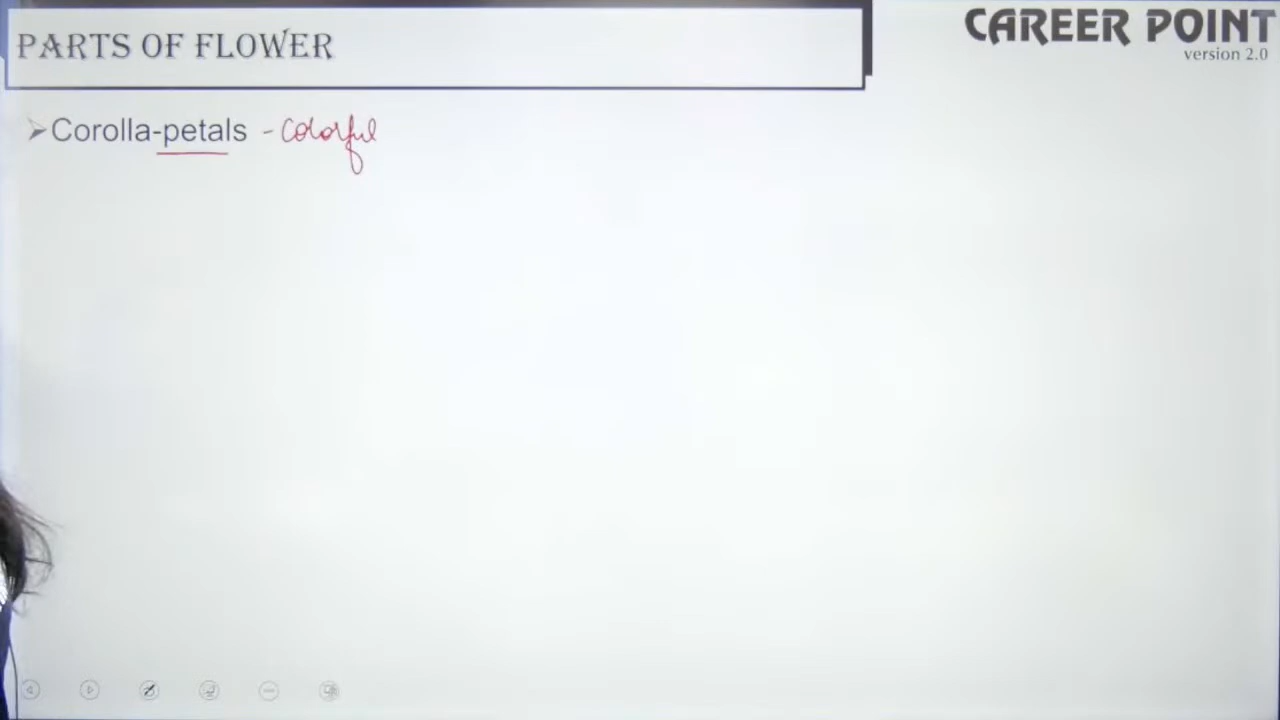 PARTS OF FLOWER
CAREER POINT
version 2.0
➢Corolla-petals - Colorful